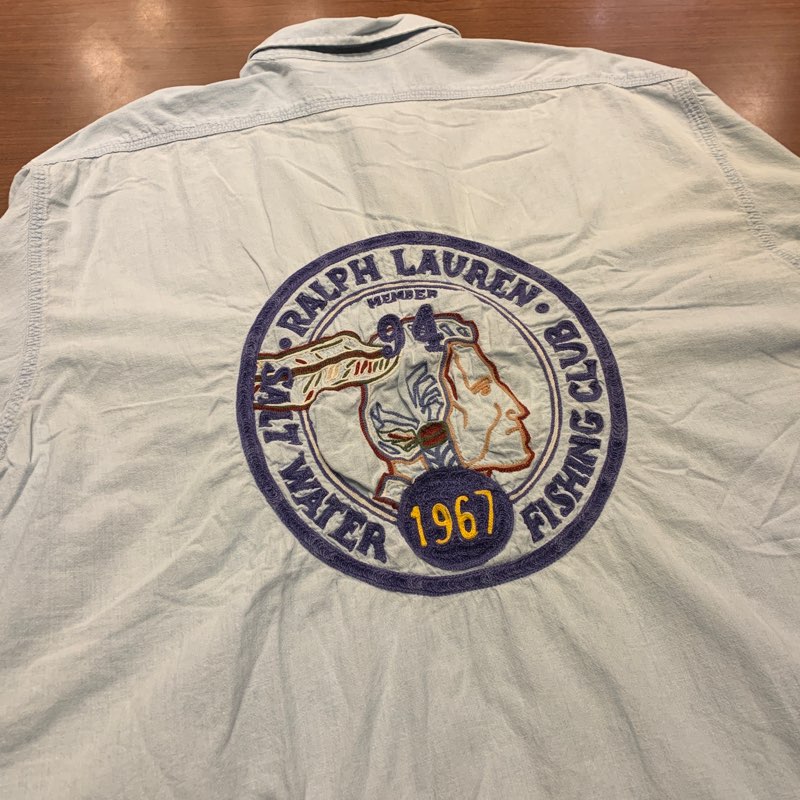 • RALPH LAUREN •
MEMBER
94
SALT WATER
FISHING CLUB
1967